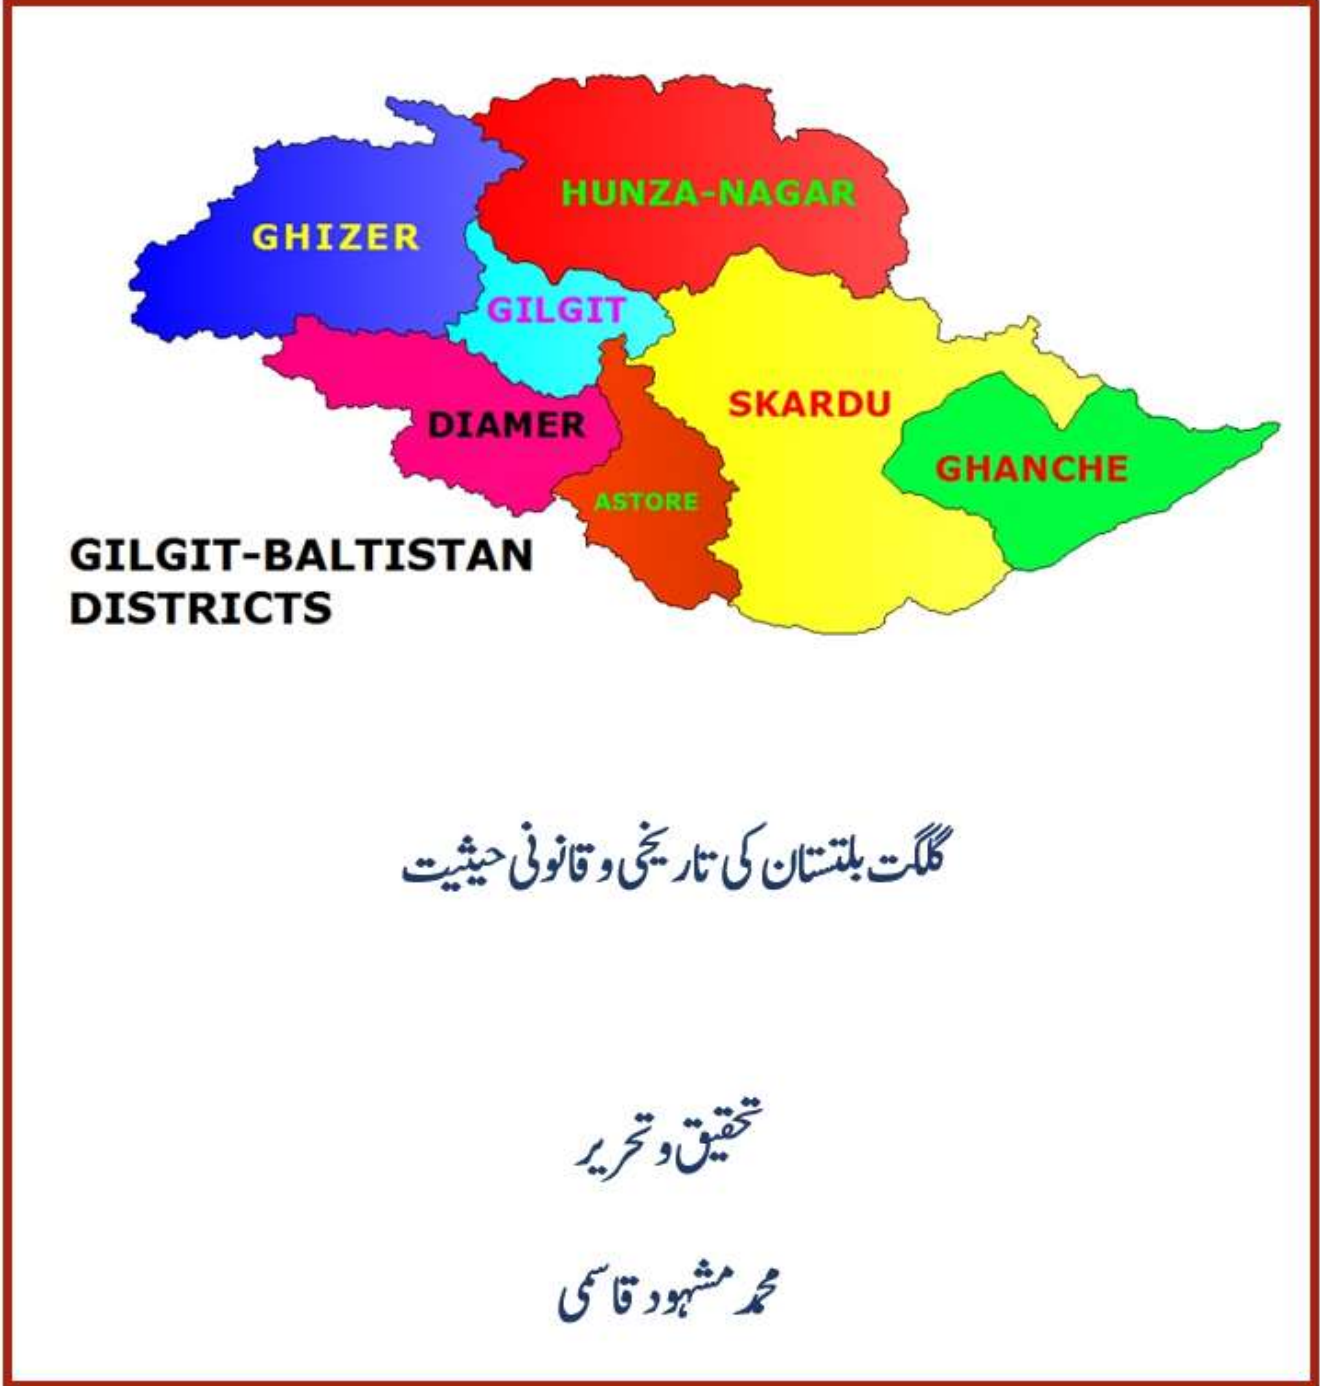 HUNZA-NAGAR
GHIZER
GILGIT
SKARDU
DIAMER
GHANCHE
ASTORE
GILGIT-BALTISTAN
DISTRICTS
گلگت بلتستان کی تاریخی و قانونی حیثیت
تحقیق و تحریر
محمد مشہود قاسمی